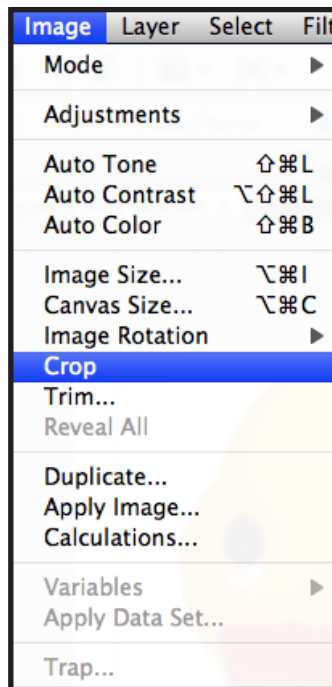 Image Layer Select Filt
Mode ▶
Adjustments ▶
Auto Tone ⇧⌘L
Auto Contrast ⌥⇧⌘L
Auto Color ⇧⌘B
Image Size... ⌥⌘I
Canvas Size... ⌥⌘C
Image Rotation ▶
Crop
Trim...
Reveal All
Duplicate...
Apply Image...
Calculations...
Variables ▶
Apply Data Set...
Trap...